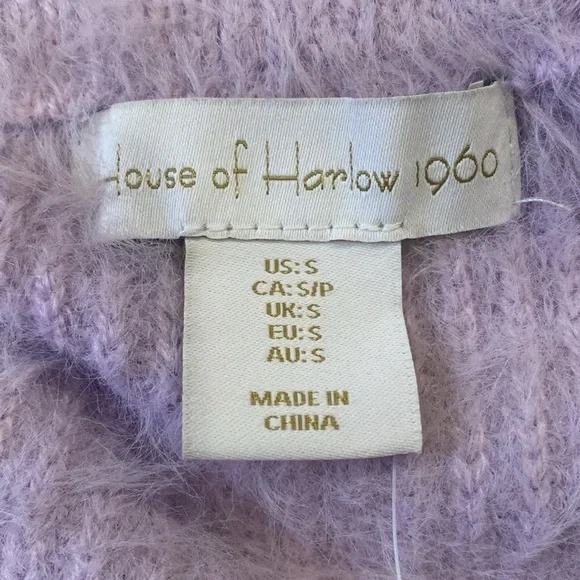 House of Harlow 1960
US: S
CA: S/P
UK: S
EU: S
AU: S
MADE IN
CHINA